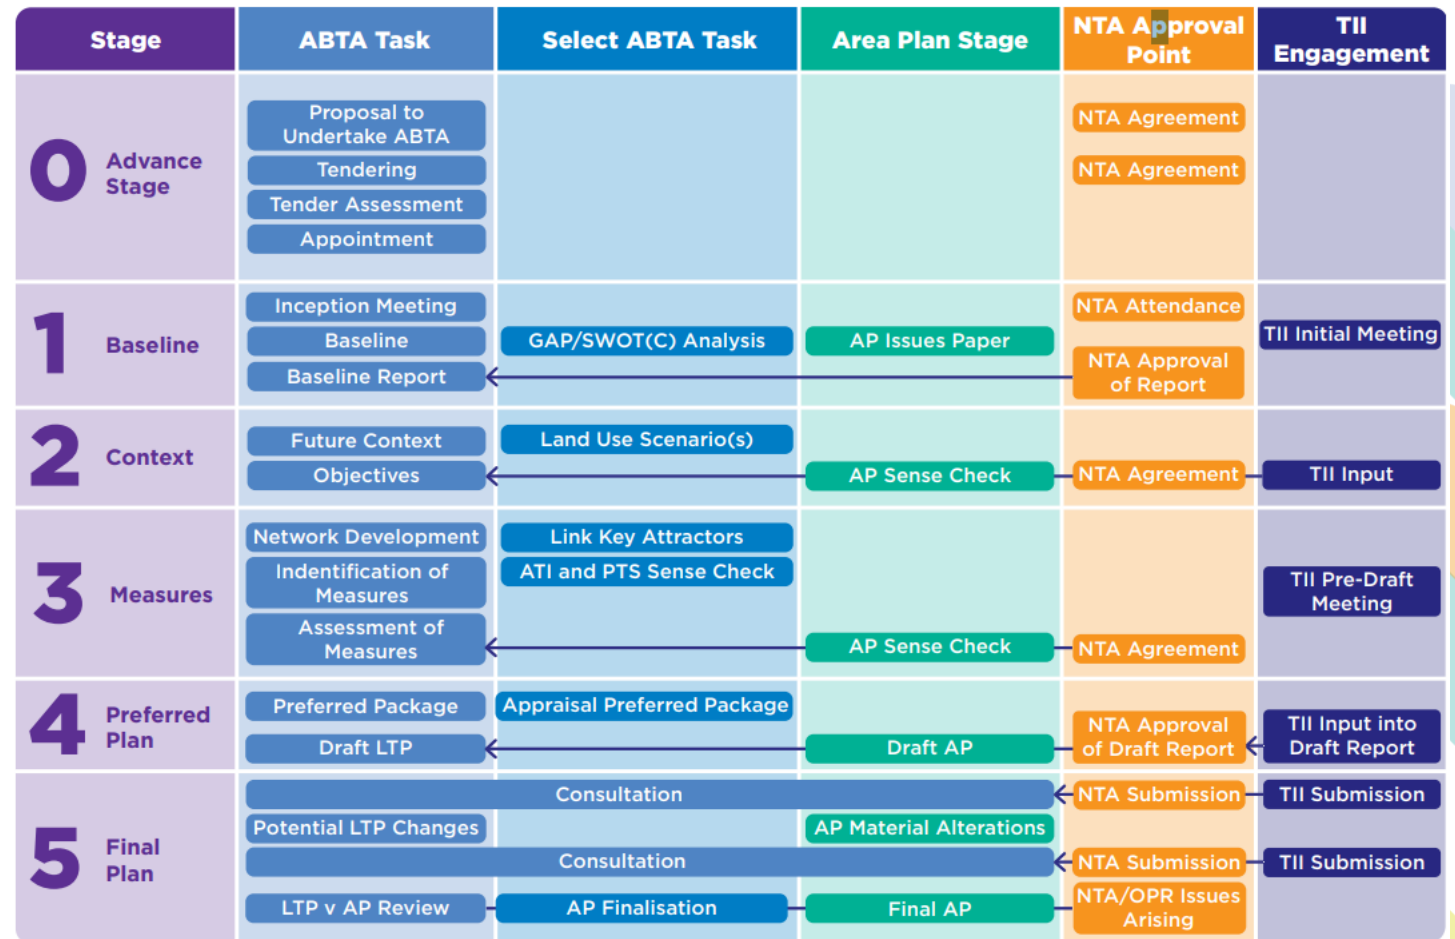 Stage
ABTA Task
Select ABTA Task
Area Plan Stage
NTA Approval
Point
TII
Engagement
0
Advance
Stage
Proposal to
Undertake ABTA
NTA Agreement
Tendering
NTA Agreement
Tender Assessment
Appointment
1
Baseline
Inception Meeting
NTA Attendance
Baseline
GAP/SWOT(C) Analysis
AP Issues Paper
TII Initial Meeting
Baseline Report
NTA Approval
of Report
2
Context
Future Context
Land Use Scenario(s)
Objectives
AP Sense Check
NTA Agreement
TII Input
3
Measures
Network Development
Link Key Attractors
Indentification of
Measures
ATI and PTS Sense Check
TII Pre-Draft
Meeting
Assessment of
Measures
AP Sense Check
NTA Agreement
4
Preferred
Plan
Preferred Package
Appraisal Preferred Package
Draft LTP
Draft AP
NTA Approval
of Draft Report
TII Input into
Draft Report
5
Final
Plan
Consultation
NTA Submission
TII Submission
Potential LTP Changes
AP Material Alterations
Consultation
NTA Submission
TII Submission
LTP v AP Review
AP Finalisation
Final AP
NTA/OPR Issues
Arising